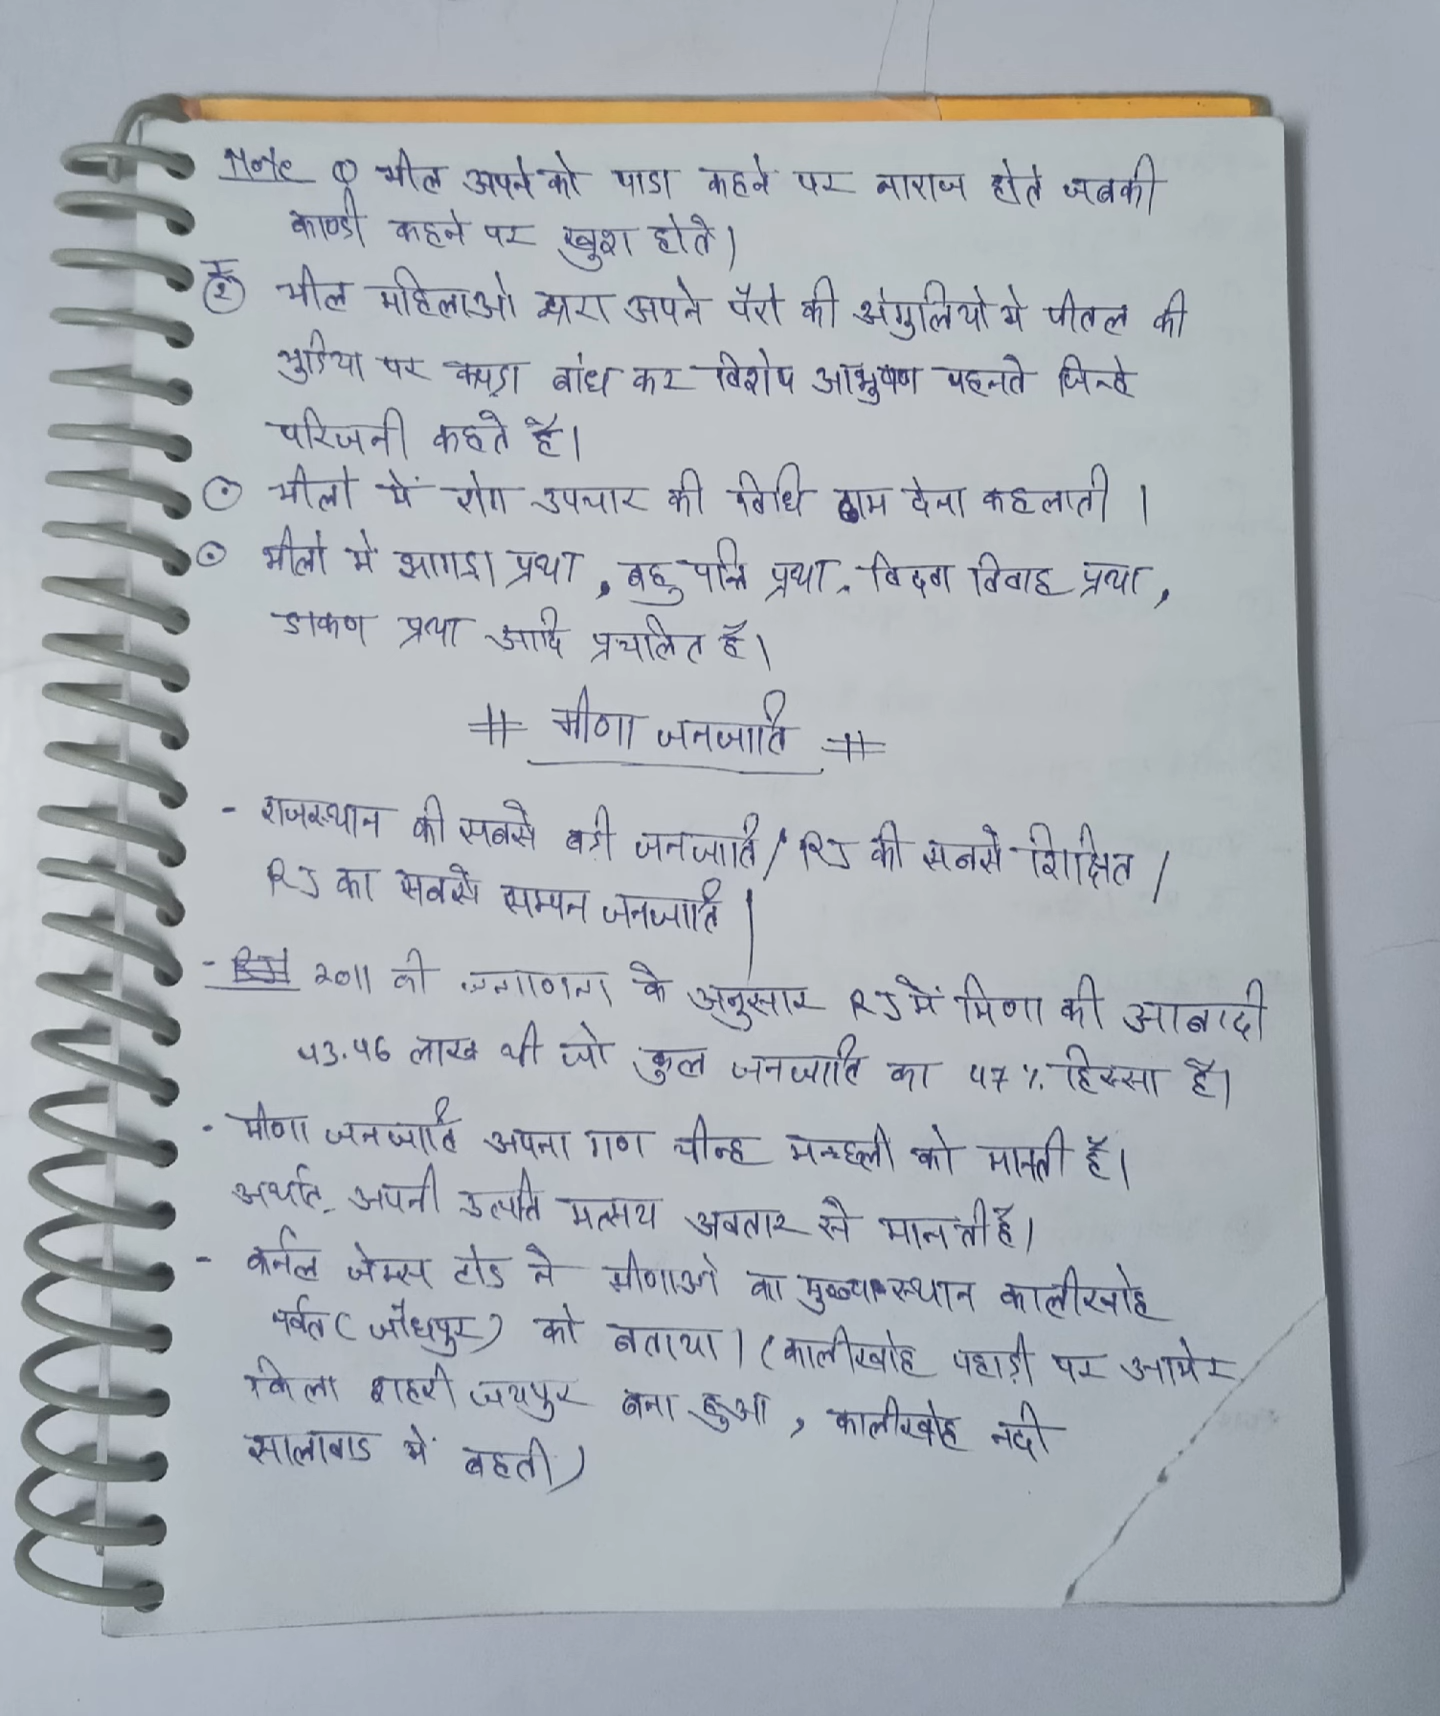 Note ① भील अपने को पाडा कहने पर नाराज होते जबकी
काण्डी कहने पर खुश होते।
② भील महिलाओ द्वारा अपने पैरो की अंगुलियो मे पीतल की
भुडिया पर कपड़ा बांध कर विशेष आभुषण पहनते जिन्हे
परिजनी कहते है।
⊙ भीलो में रोग उपचार की विधि डाम देना कहलाती ।
⊙ भीलो मे झागडा प्रथा , बहु पत्नि प्रथा, विदवा विवाह प्रथा,
डाकण प्रथा आदि प्रचलित है।
# मीणा जनजाति #
- राजस्थान की सबसे बड़ी जनजाति / RJ की सबसे शिक्षित /
RJ का सबसे सम्पन जनजाति |
- 2011 की जनगणना के अनुसार RJ में मिणा की आबादी
43.46 लाख थी जो कुल जनजाति का 47 % हिस्सा है।
- मीणा जनजाति अपना गण चीन्ह मच्छली को मानती है।
अर्थात- अपनी उत्पति मत्सय अवतार से मानती है।
- कर्नल जेम्स टोड ने मीणाओ का मुख्य स्थान कालीखोह
पर्वत (जोधपुर) को बताया। (कालीखोह पहाड़ी पर आमेर
किला शहरी जयपुर बना हुआ , कालीखोह नदी
झालावाड में बहती)